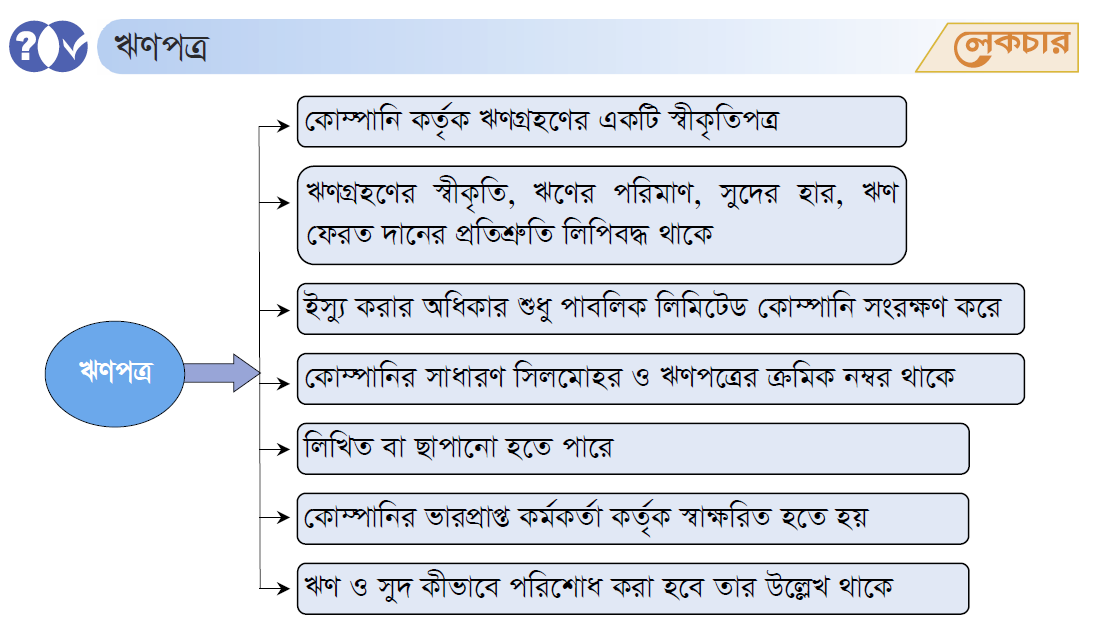 ঋণপত্র
লেকচার
কোম্পানি কর্তৃক ঋণগ্রহণের একটি স্বীকৃতিপত্র
ঋণগ্রহণের স্বীকৃতি, ঋণের পরিমাণ, সুদের হার, ঋণ
ফেরত দানের প্রতিশ্রুতি লিপিবদ্ধ থাকে
ইস্যু করার অধিকার শুধু পাবলিক লিমিটেড কোম্পানি সংরক্ষণ করে
ঋণপত্র
কোম্পানির সাধারণ সিলমোহর ও ঋণপত্রের ক্রমিক নম্বর থাকে
লিখিত বা ছাপানো হতে পারে
কোম্পানির ভারপ্রাপ্ত কর্মকর্তা কর্তৃক স্বাক্ষরিত হতে হয়
ঋণ ও সুদ কীভাবে পরিশোধ করা হবে তার উল্লেখ থাকে